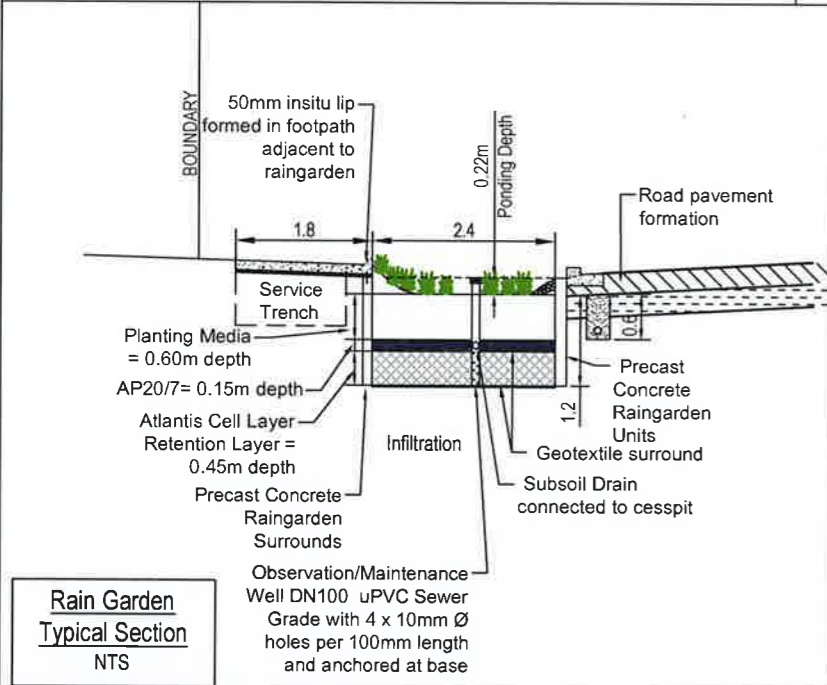 BOUNDARY
50mm insitu lip
formed in footpath
adjacent to
raingarden
0.22m
Ponding Depth
Road pavement
formation
1.8
2.4
Service
Trench
Planting Media
= 0.60m depth
AP20/7= 0.15m depth
Atlantis Cell Layer
Retention Layer =
0.45m depth
Precast Concrete
Raingarden
Surrounds
Infiltration
0.6
1.2
Precast
Concrete
Raingarden
Units
Geotextile surround
Subsoil Drain
connected to cesspit
Observation/Maintenance
Well DN100 uPVC Sewer
Grade with 4 x 10mm Ø
holes per 100mm length
and anchored at base
Rain Garden
Typical Section
NTS